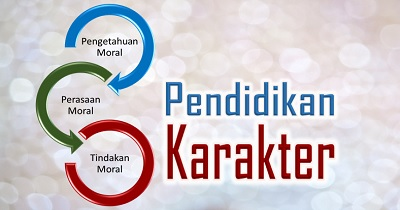 Pengetahuan
Moral
Perasaan
Moral
Tindakan
Moral
Pendidikan
Karakter